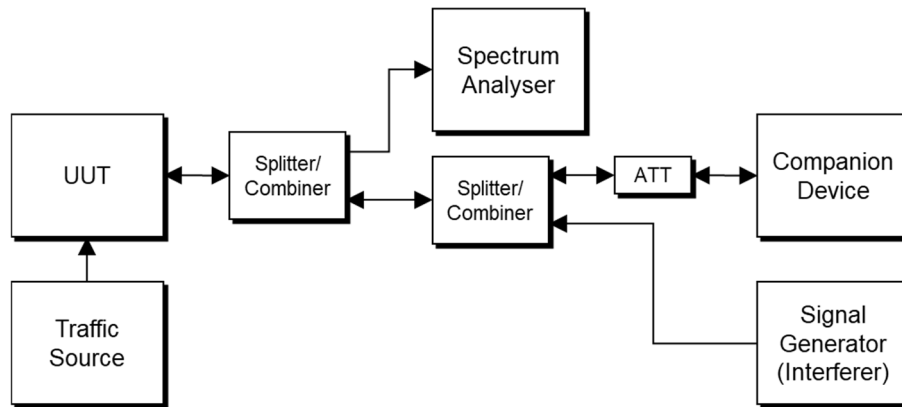 Spectrum
Analyser
UUT
Splitter/
Combiner
Splitter/
Combiner
ATT
Companion
Device
Traffic
Source
Signal
Generator
(Interferer)